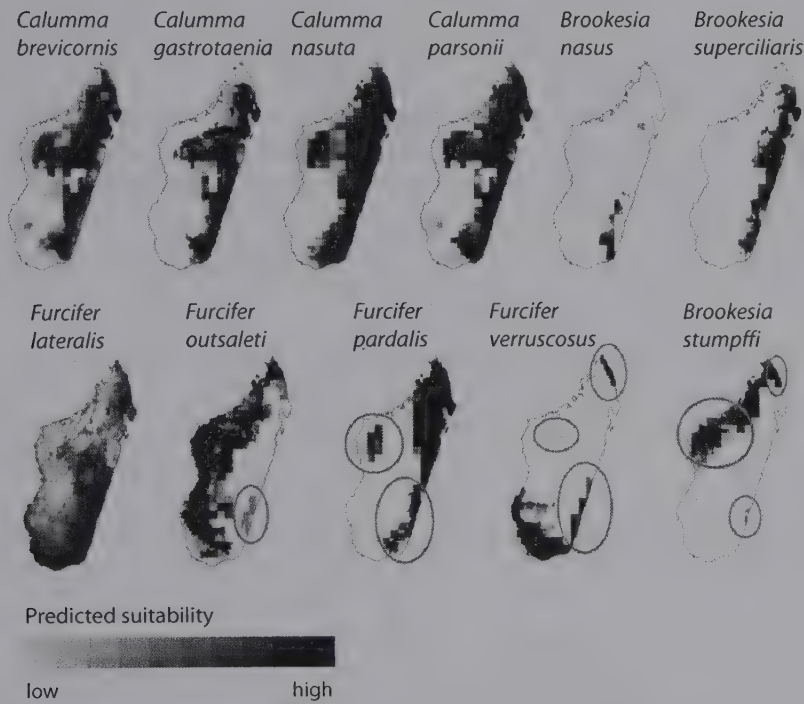 Calumma
brevicornis
Calumma
gastrotaenia
Calumma
nasuta
Calumma
parsonii
Brookesia
nasus
Brookesia
superciliaris
Furcifer
lateralis
Furcifer
outsaleti
Furcifer
pardalis
Furcifer
verruscosus
Brookesia
stumpffi
Predicted suitability
low
high